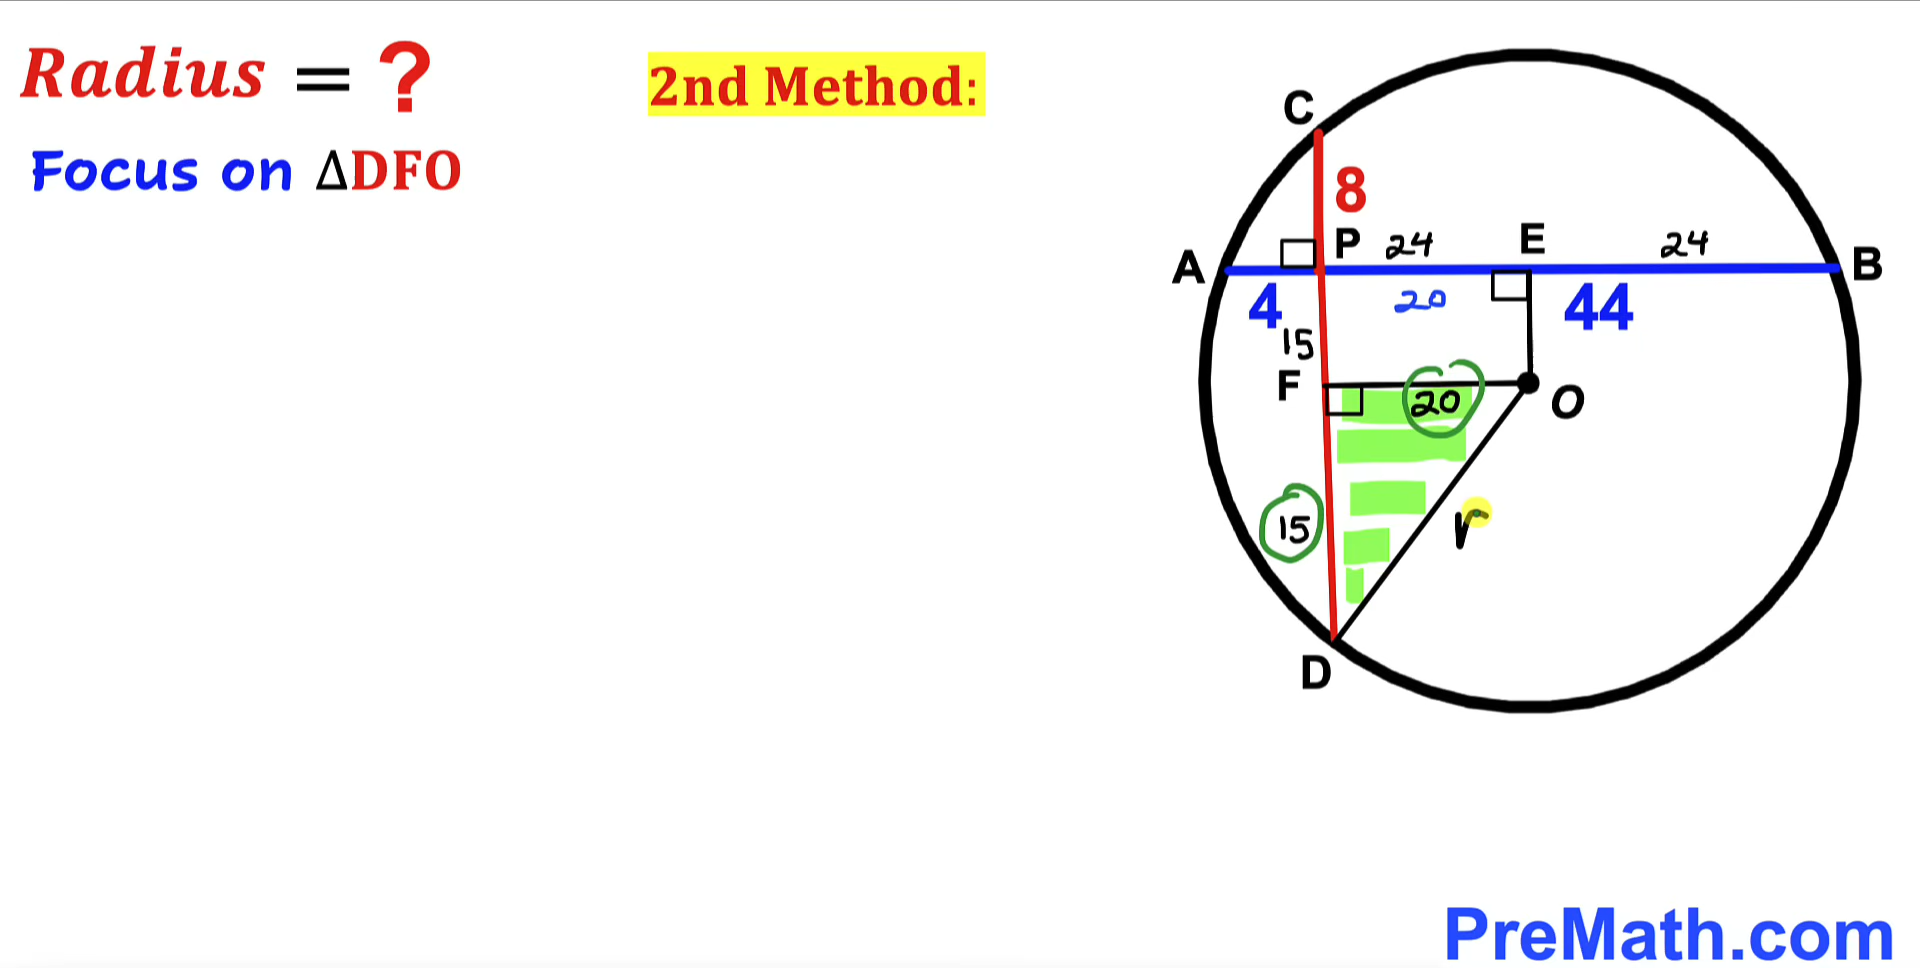 Radius = ?
2nd Method:
Focus on ΔDFO
C
8
A
P
24
E
24
B
4
20
44
15
F
20
O
15
r
D
PreMath.com